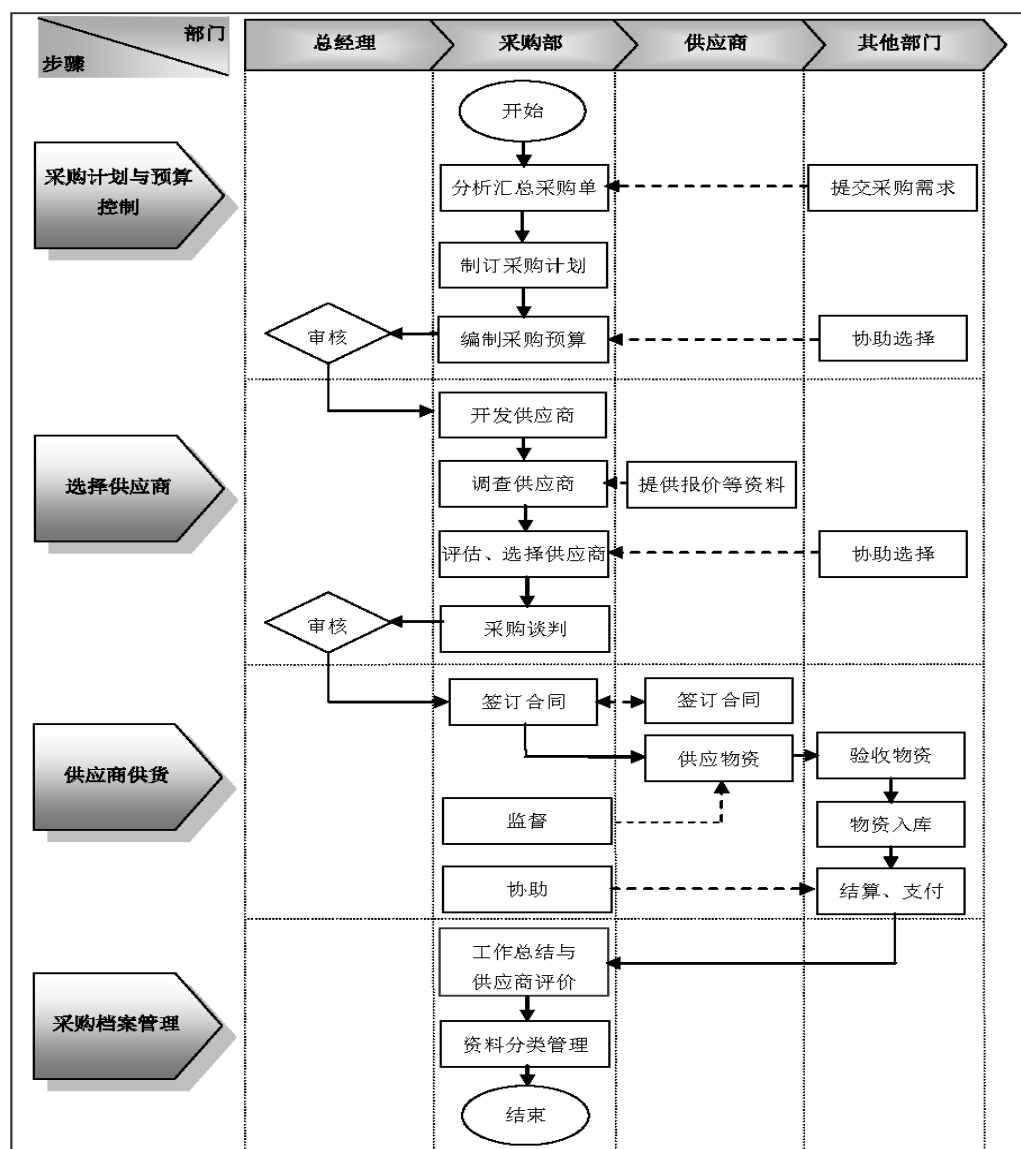 部门
步骤
总经理
采购部
供应商
其他部门
开始
采购计划与预算
控制
分析汇总采购单
提交采购需求
制订采购计划
审核
编制采购预算
协助选择
开发供应商
选择供应商
调查供应商
提供报价等资料
评估、选择供应商
协助选择
审核
采购谈判
签订合同
签订合同
供应商供货
供应物资
验收物资
监督
物资入库
协助
结算、支付
工作总结与
供应商评价
采购档案管理
资料分类管理
结束